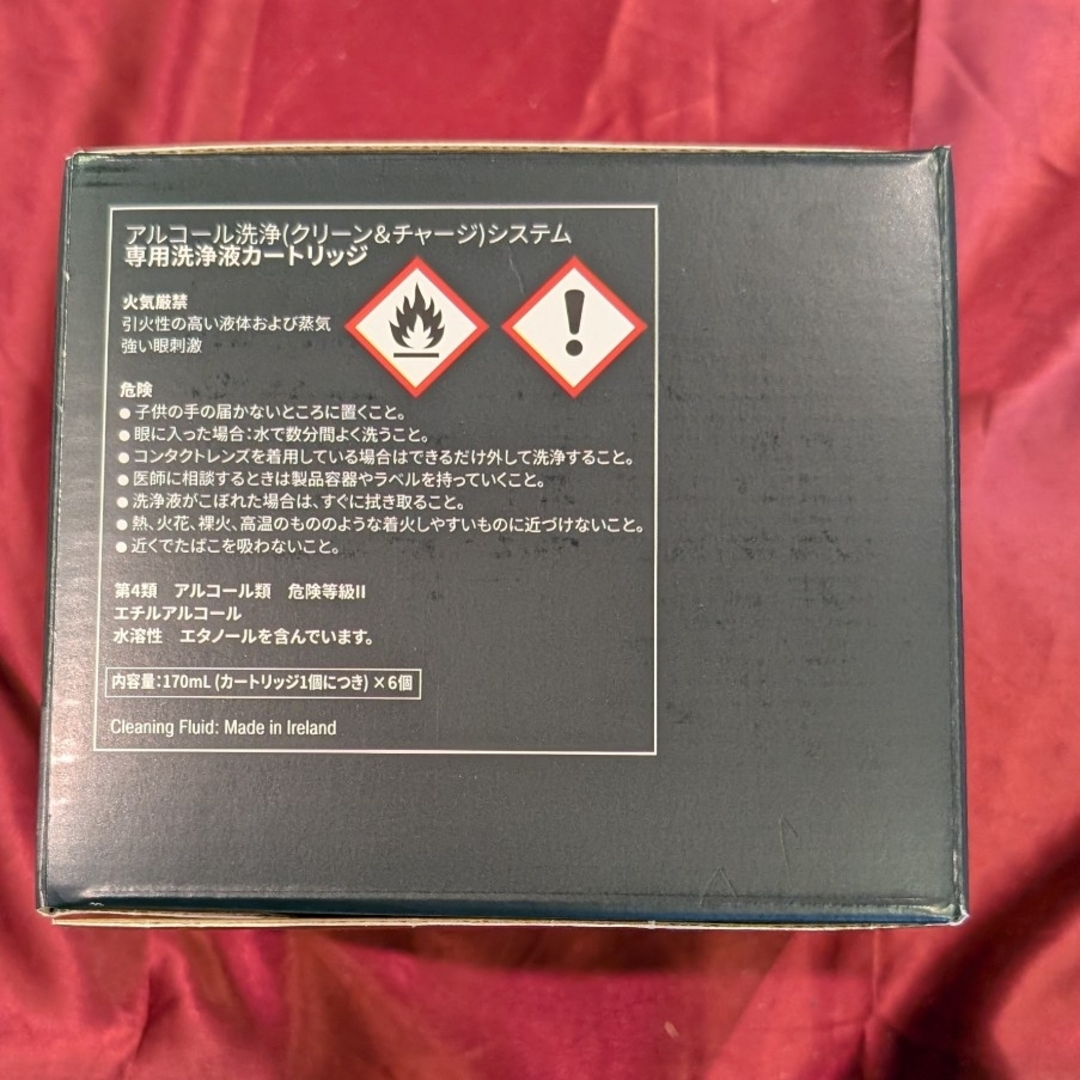 アルコール洗浄(クリーン&チャージ)システム
専用洗浄液カートリッジ
火気厳禁
引火性の高い液体および蒸気
強い眼刺激
危険
●子供の手の届かないところに置くこと。
●眼に入った場合:水で数分間よく洗うこと。
●コンタクトレンズを着用している場合はできるだけ外して洗浄すること。
●医師に相談するときは製品容器やラベルを持っていくこと。
●洗浄液がこぼれた場合は、すぐに拭き取ること。
●熱、火花、裸火、高温のもののような着火しやすいものに近づけないこと。
●近くでたばこを吸わないこと。
第4類 アルコール類 危険等級II
エチルアルコール
水溶性 エタノールを含んでいます。
内容量:170mL (カートリッジ1個につき) ×6個
Cleaning Fluid: Made in Ireland